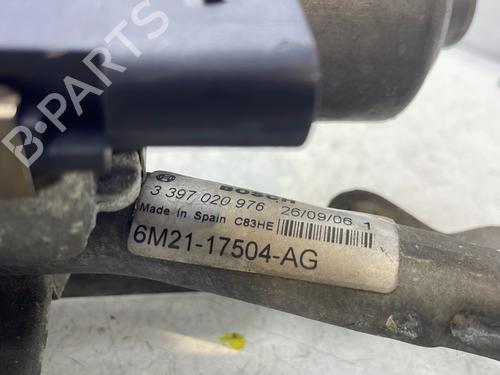 B-PARTS
BOSCH
3 397 020 976 26/09/06 1
Made in Spain C83HE
6M21-17504-AG